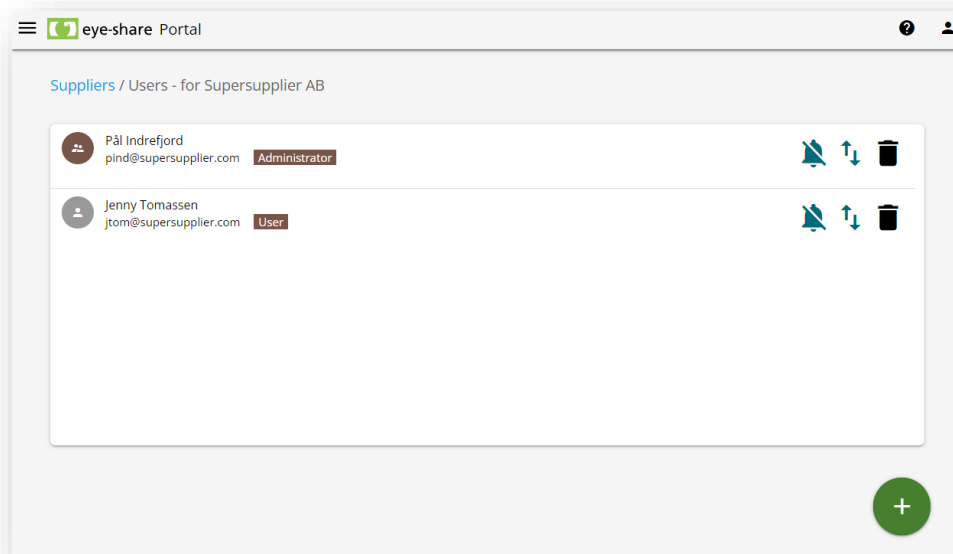 eye-share Portal
Suppliers / Users - for Supersupplier AB
Pål Indrefjord
pind@supersupplier.com Administrator
Jenny Tomassen
jtom@supersupplier.com User